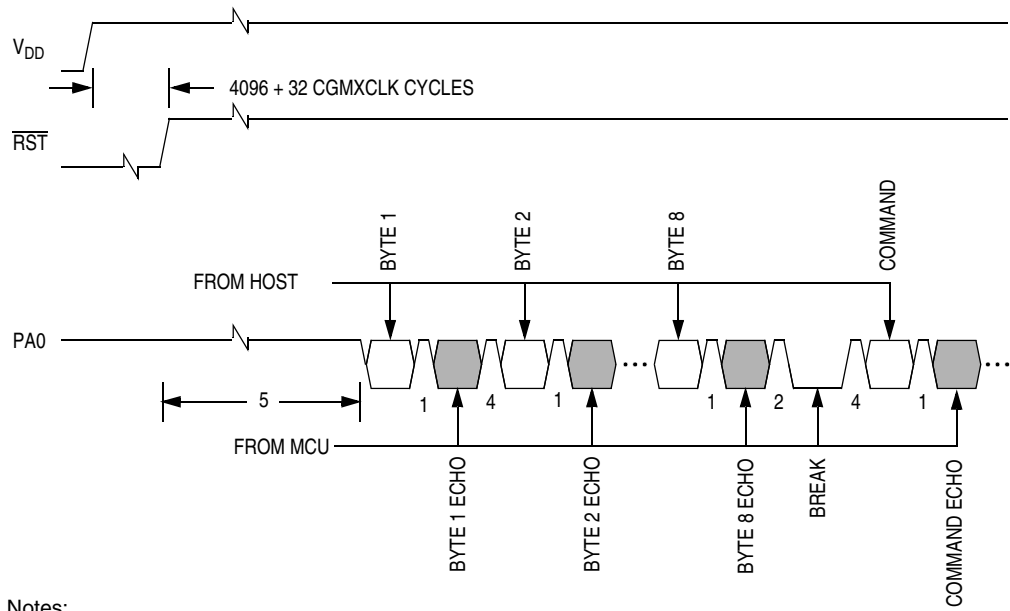 VDD
4096 + 32 CGMXCLK CYCLES
RST
BYTE 1
BYTE 2
BYTE 8
COMMAND
FROM HOST
PA0
5
1
4
1
1
2
4
1
FROM MCU
BYTE 1 ECHO
BYTE 2 ECHO
BYTE 8 ECHO
BREAK
COMMAND ECHO
Notes: